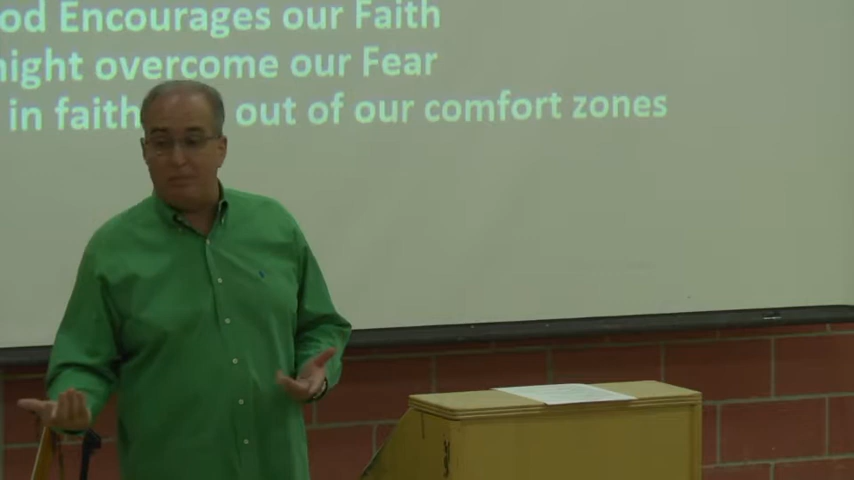 od Encourages our Faith
night overcome our Fear
in faith out of our comfort zones